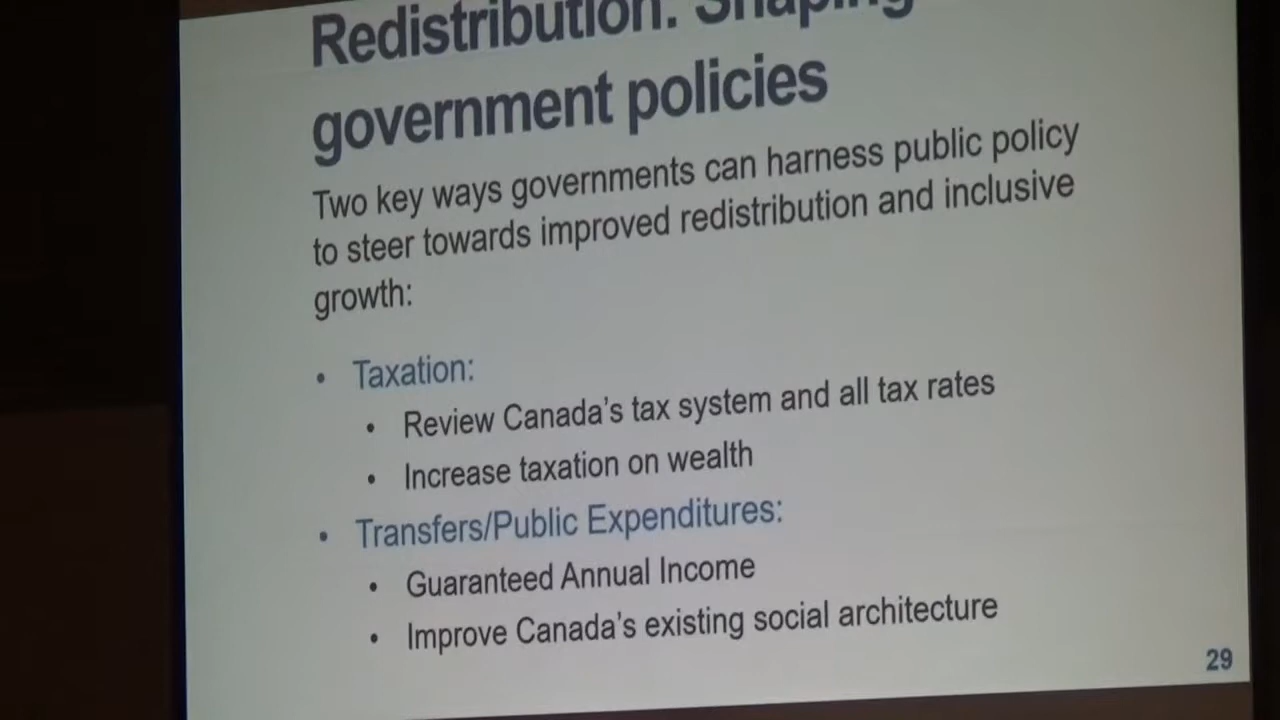 Redistribution: Shaping
government policies
Two key ways governments can harness public policy
to steer towards improved redistribution and inclusive
growth:
• Taxation:
• Review Canada's tax system and all tax rates
• Increase taxation on wealth
• Transfers/Public Expenditures:
• Guaranteed Annual Income
• Improve Canada's existing social architecture
29